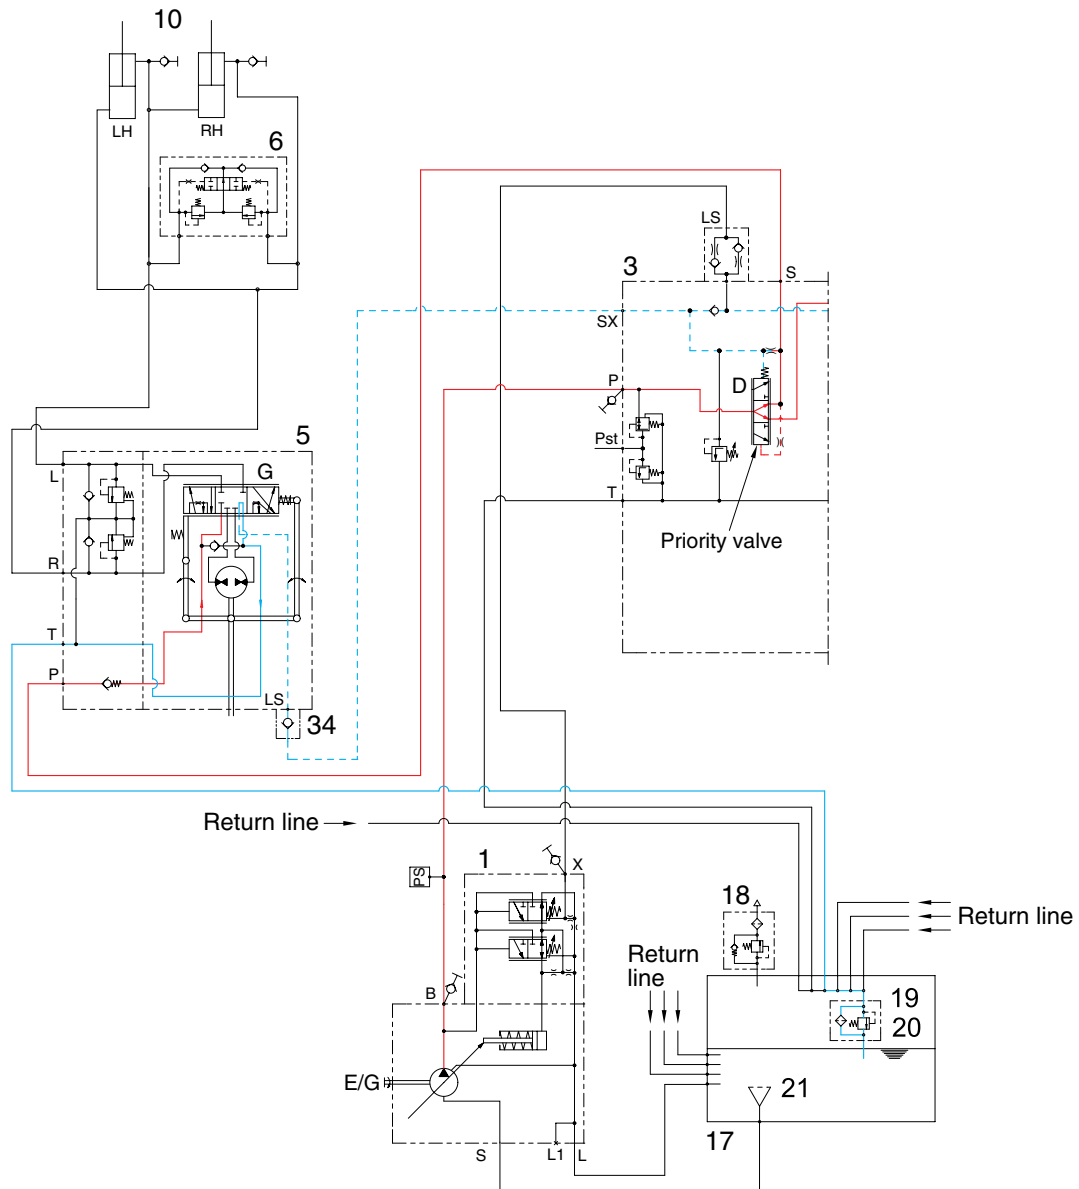 10
LH
RH
6
LS
3
S
SX
P
D
Pst
T
Priority valve
5
L
G
R
T
P
LS
34
Return line
1
X
PS
18
Return line
Return
line
B
19
20
E/G
21
17
S
L1
L